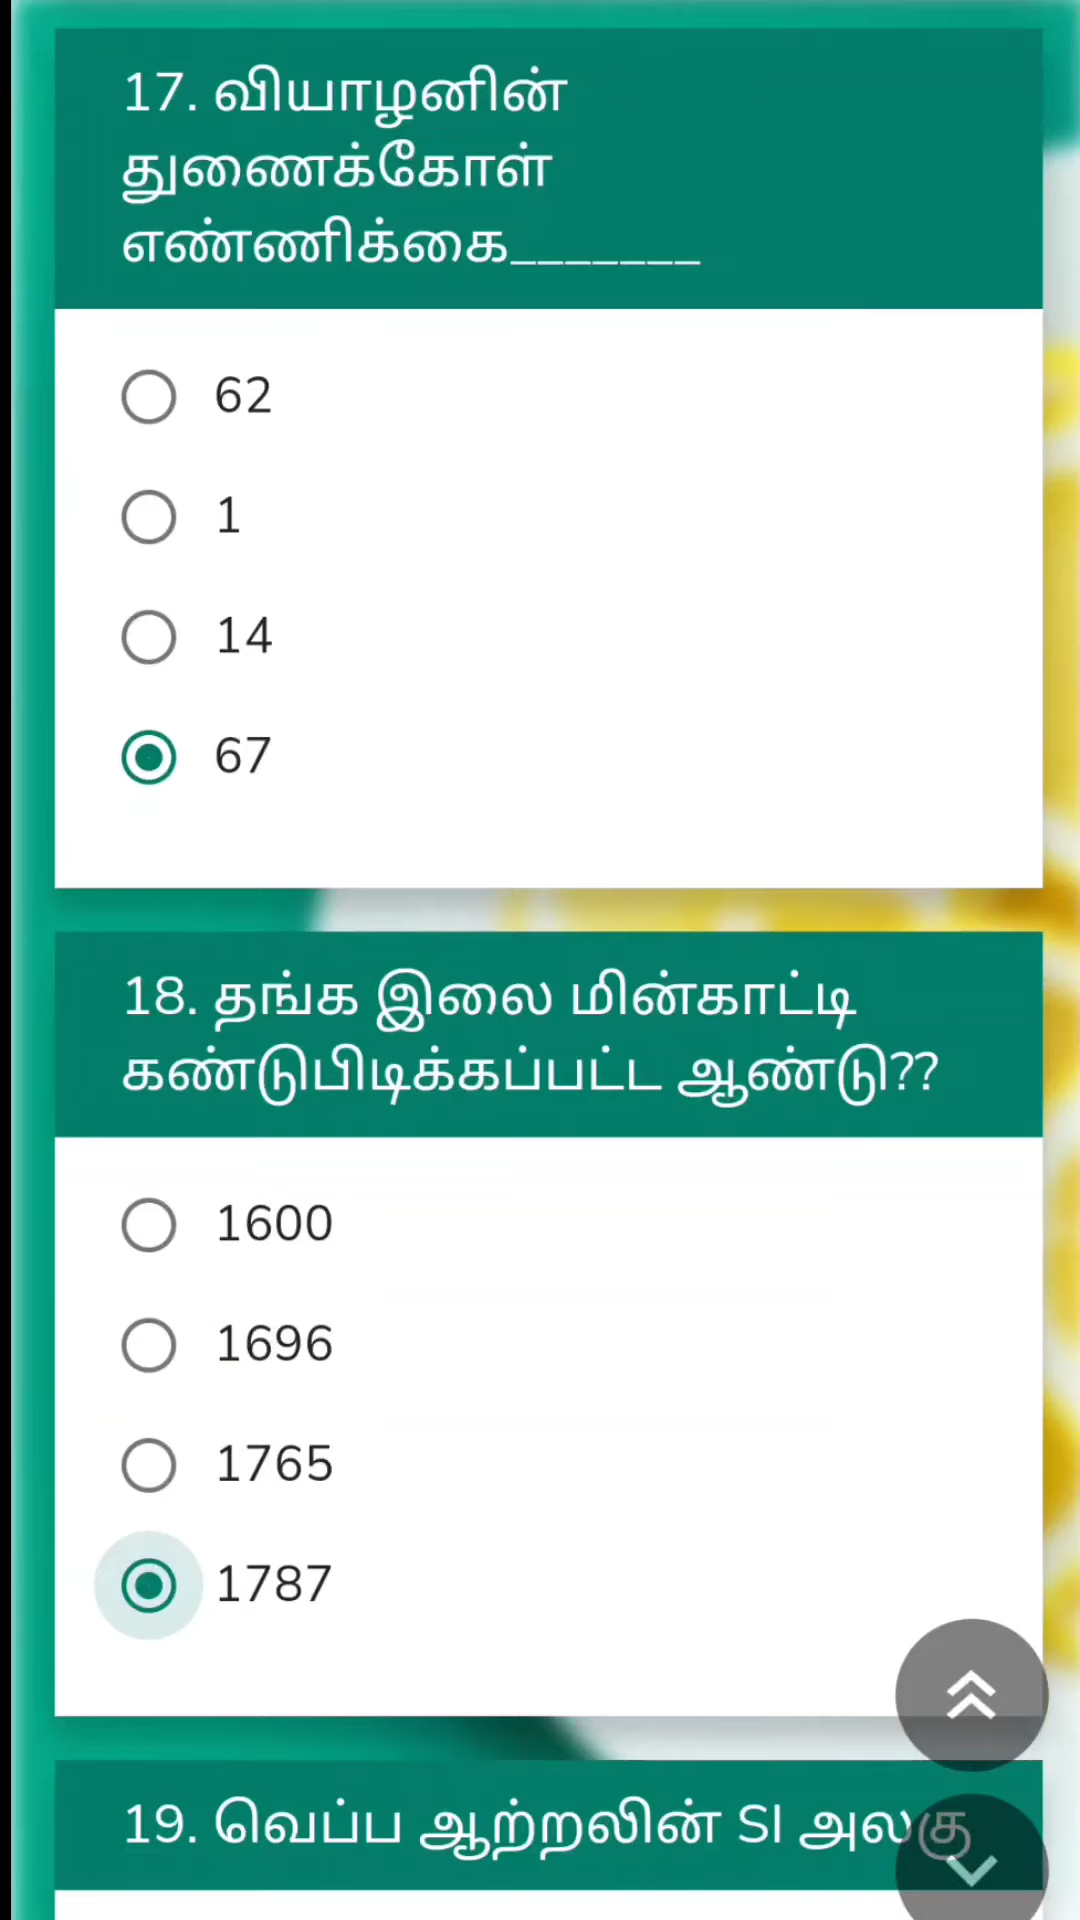 17. வியாழனின்
துணைக்கோள்
எண்ணிக்கை_______
62
1
14
67
18. தங்க இலை மின்காட்டி
கண்டுபிடிக்கப்பட்ட ஆண்டு??
1600
1696
1765
1787
19. வெப்ப ஆற்றலின் SI அலகு